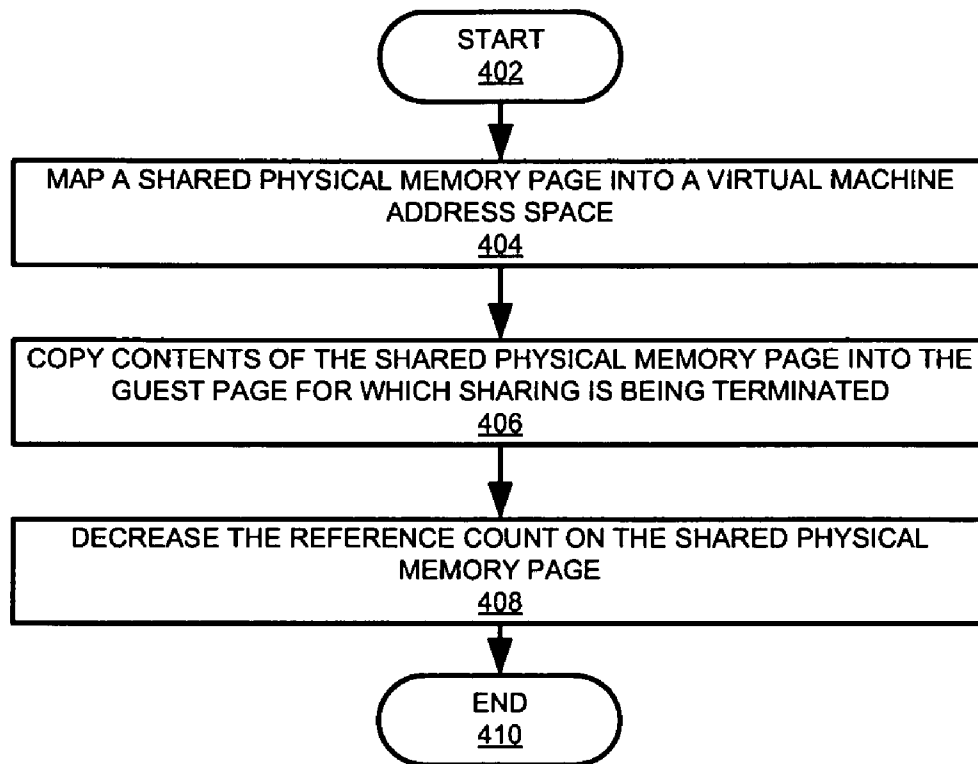 START
402
MAP A SHARED PHYSICAL MEMORY PAGE INTO A VIRTUAL MACHINE
ADDRESS SPACE
404
COPY CONTENTS OF THE SHARED PHYSICAL MEMORY PAGE INTO THE
GUEST PAGE FOR WHICH SHARING IS BEING TERMINATED
406
DECREASE THE REFERENCE COUNT ON THE SHARED PHYSICAL
MEMORY PAGE
408
END
410